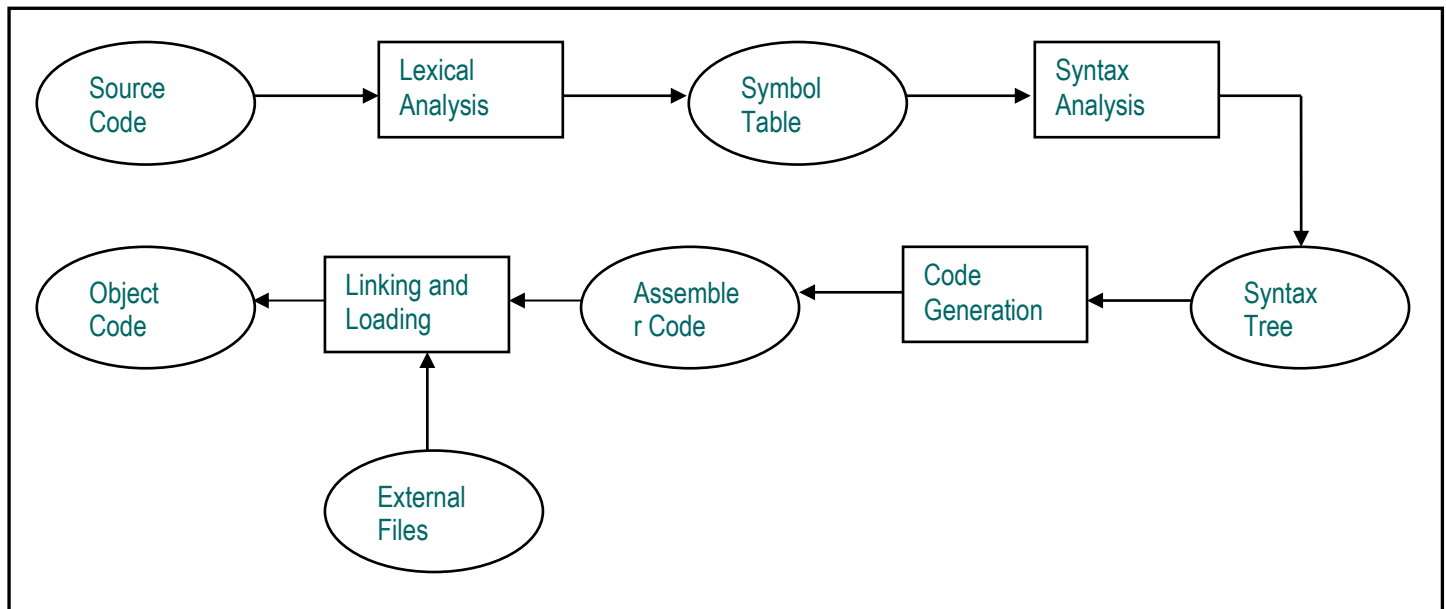 Source
Code
Lexical
Analysis
Symbol
Table
Syntax
Analysis
Object
Code
Linking and
Loading
Assemble
r Code
Code
Generation
Syntax
Tree
External
Files